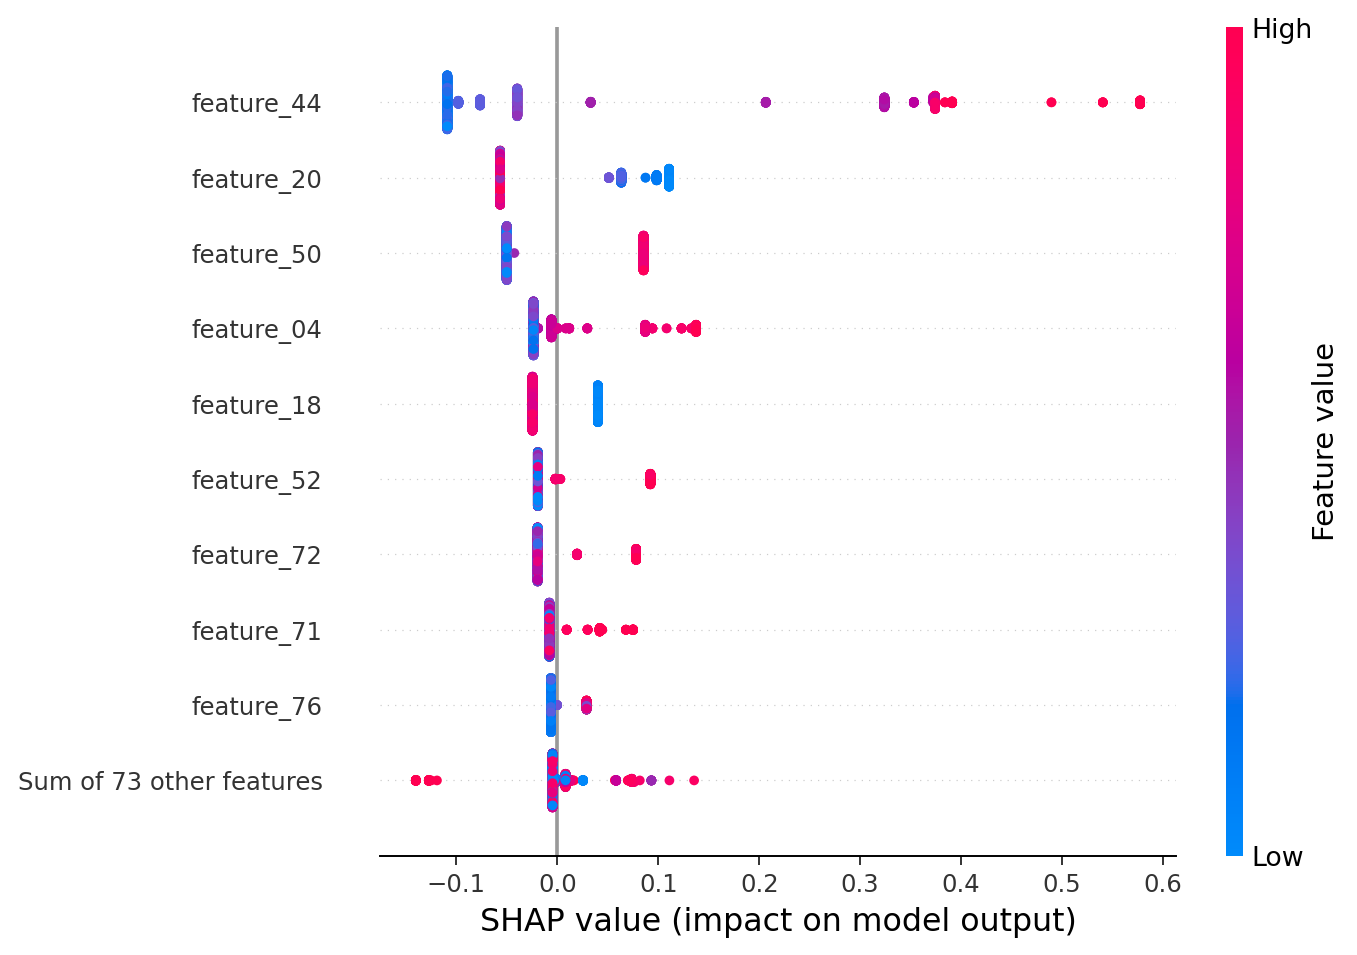 High
feature_44
feature_20
feature_50
feature_04
feature_18
feature_52
feature_72
feature_71
feature_76
Sum of 73 other features
Feature value
Low
−0.1 0.0 0.1 0.2 0.3 0.4 0.5 0.6
SHAP value (impact on model output)